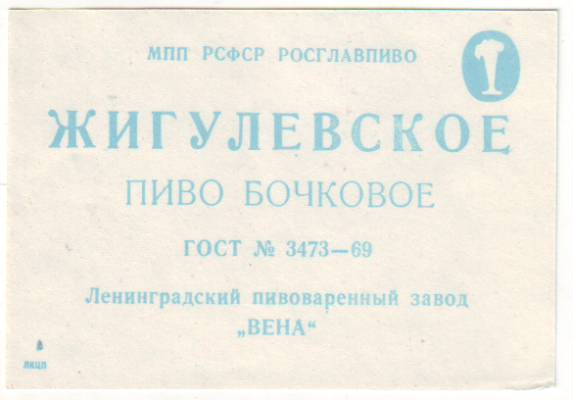 МПП РСФСР РОСГЛАВПИВО
ЖИГУЛЕВСКОЕ
ПИВО БОЧКОВОЕ
ГОСТ № 3473—69
Ленинградский пивоваренный завод
„ВЕНА“